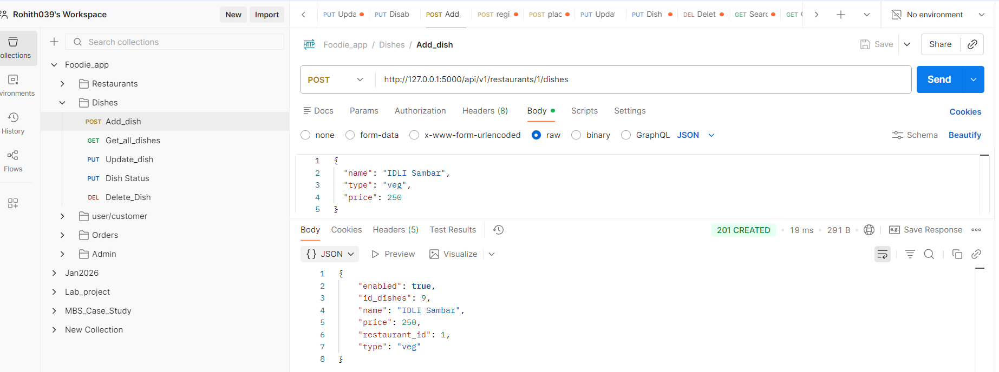 Rohith039's Workspace
New
Import
PUT Upda
PUT Disab
POST Add_
POST regi
POST plac
PUT Updat
PUT Dish
DEL Delet
GET Searc
GET
No environment
ollections
vironments
History
Flows
Search collections
Foodie_app
Restaurants
Dishes
POST Add_dish
GET Get_all_dishes
PUT Update_dish
PUT Dish Status
DEL Delete_Dish
user/customer
Orders
Admin
Jan2026
Lab_project
MBS_Case_Study
New Collection
HTTP Foodie_app / Dishes / Add_dish
Save
Share
POST http://127.0.0.1:5000/api/v1/restaurants/1/dishes
Send
Docs Params Authorization Headers (8) Body Scripts Settings Cookies
none form-data x-www-form-urlencoded raw binary GraphQL JSON Schema Beautify
1 {
2 "name": "IDLI Sambar",
3 "type": "veg",
4 "price": 250
5 }
Body Cookies Headers (5) Test Results
201 CREATED • 19 ms • 291 B • e.g. Save Response
{} JSON Preview Visualize
1 {
2 "enabled": true,
3 "id_dishes": 9,
4 "name": "IDLI Sambar",
5 "price": 250,
6 "restaurant_id": 1,
7 "type": "veg"
8 }